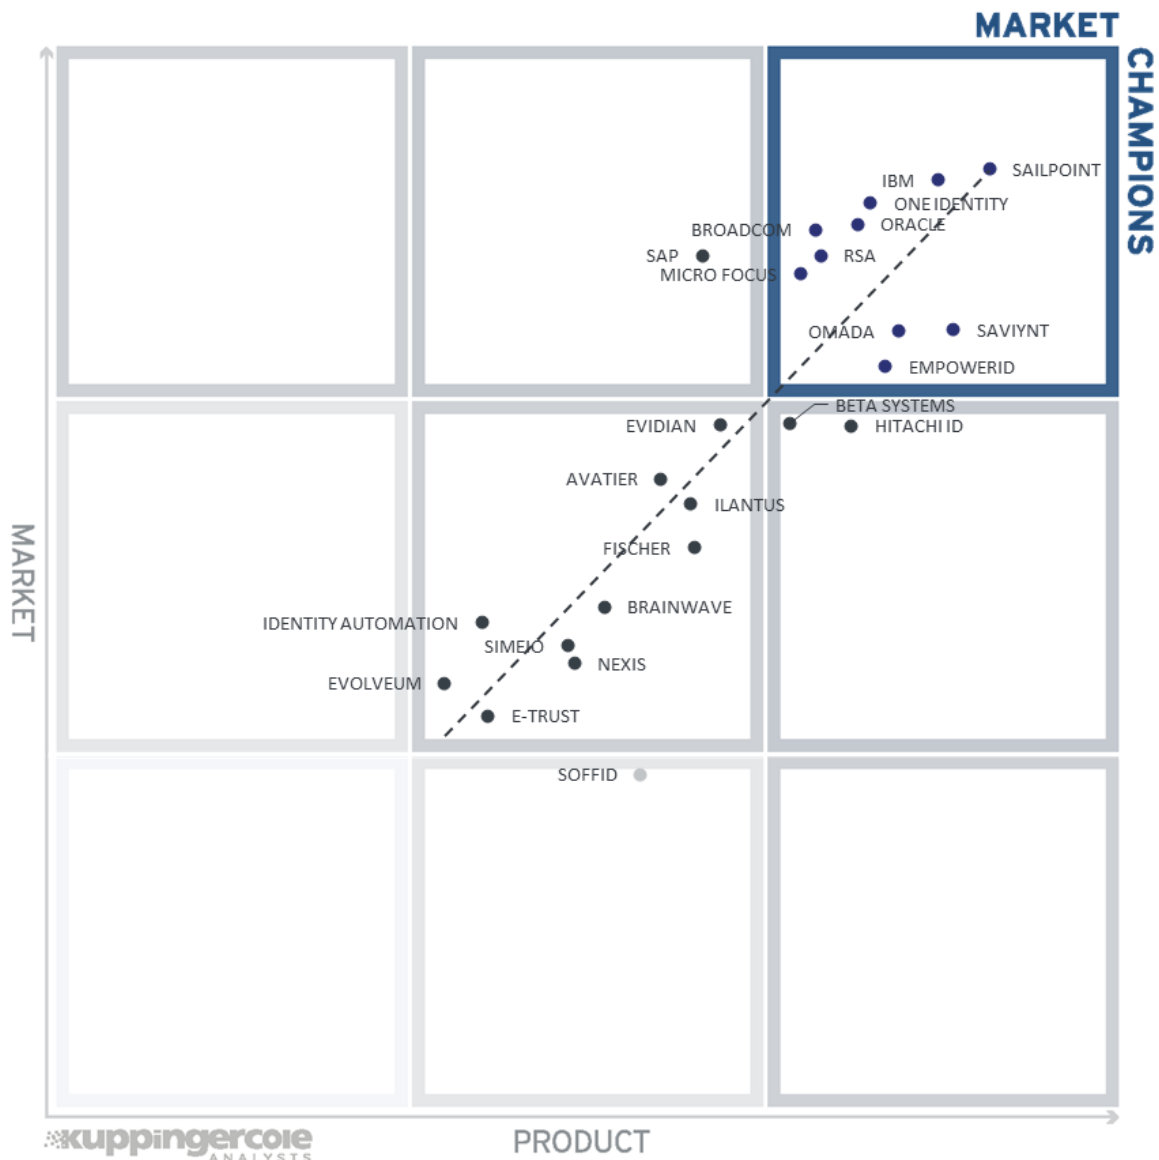 MARKET
CHAMPIONS
SAILPOINT
IBM
ONE IDENTITY
ORACLE
BROADCOM
SAP
RSA
MICRO FOCUS
OMADA
SAVIYNT
EMPOWERID
BETA SYSTEMS
EVIDIAN
HITACHI ID
AVATIER
ILANTUS
FISCHER
BRAINWAVE
IDENTITY AUTOMATION
SIMEIO
NEXIS
EVOLVEUM
E-TRUST
SOFFID
MARKET
PRODUCT
kuppingercole
ANALYSTS